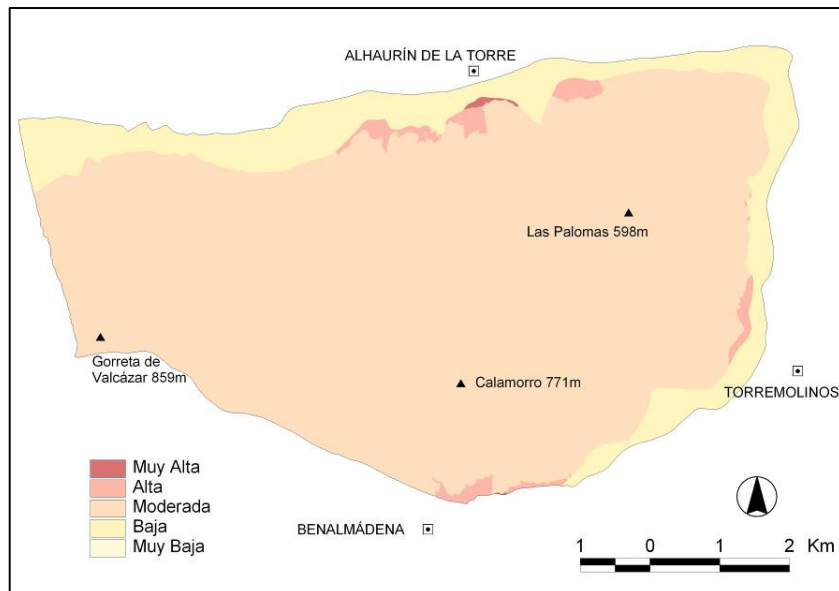 ALHAURÍN DE LA TORRE
Las Palomas 598m
Gorreta de
Valcázar 859m
Calamorro 771m
TORREMOLINOS
Muy Alta
Alta
Moderada
Baja
Muy Baja
BENALMÁDENA
1 0 1 2 Km